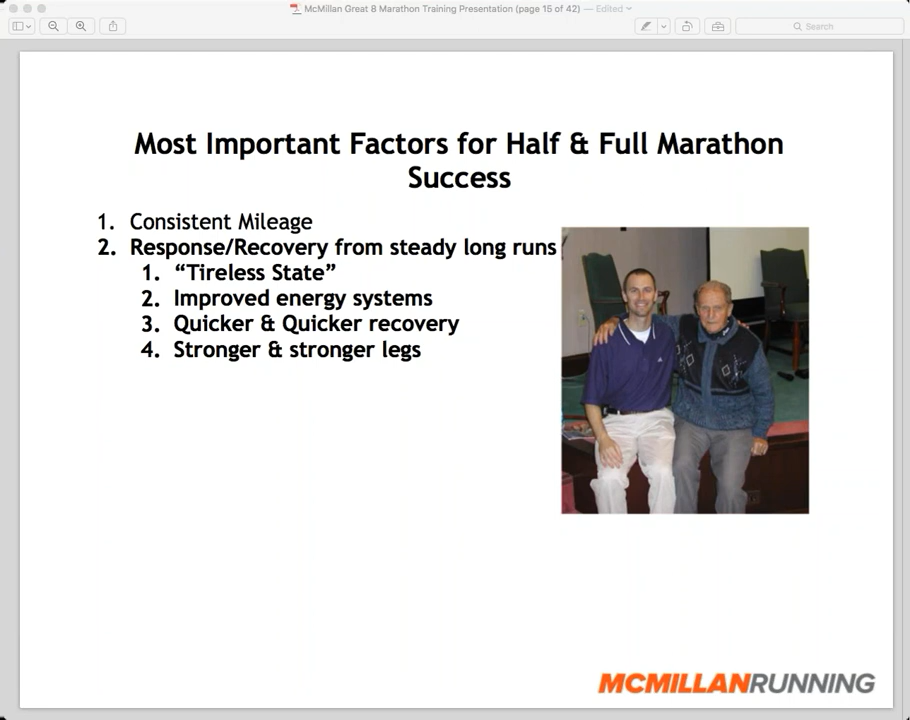 McMillan Great 8 Marathon Training Presentation (page 15 of 42) — Edited
Search
Most Important Factors for Half & Full Marathon
Success
1. Consistent Mileage
2. Response/Recovery from steady long runs
1. “Tireless State”
2. Improved energy systems
3. Quicker & Quicker recovery
4. Stronger & stronger legs
MCMILLANRUNNING